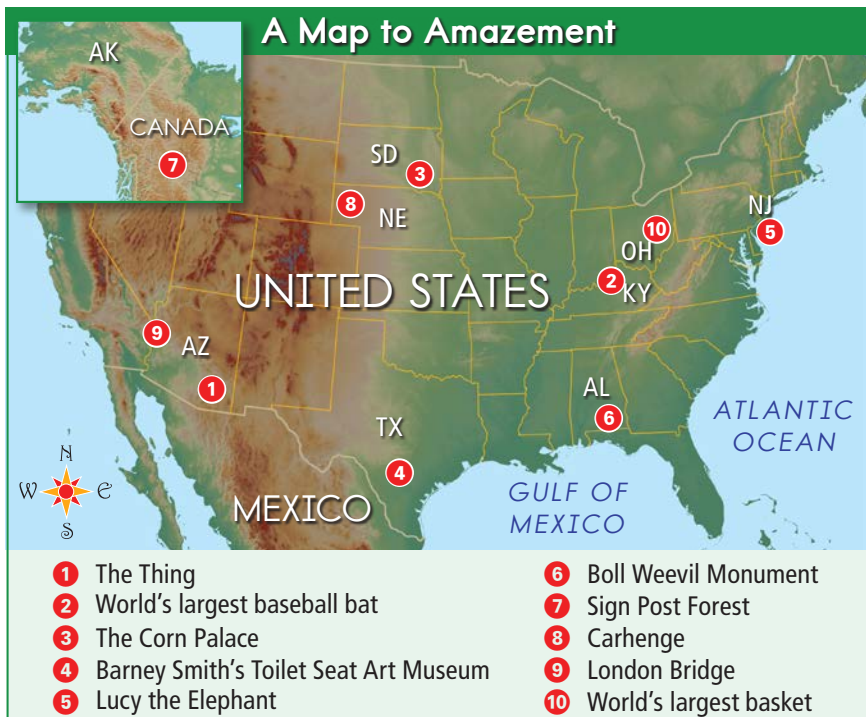 A Map to Amazement
AK
CANADA
7
SD
3
8
NE
NJ
5
10
OH
2
KY
UNITED STATES
9
AZ
1
AL
6
TX
4
ATLANTIC
OCEAN
GULF OF
MEXICO
MEXICO
N
W
E
S
1 The Thing
2 World's largest baseball bat
3 The Corn Palace
4 Barney Smith's Toilet Seat Art Museum
5 Lucy the Elephant
6 Boll Weevil Monument
7 Sign Post Forest
8 Carhenge
9 London Bridge
10 World's largest basket